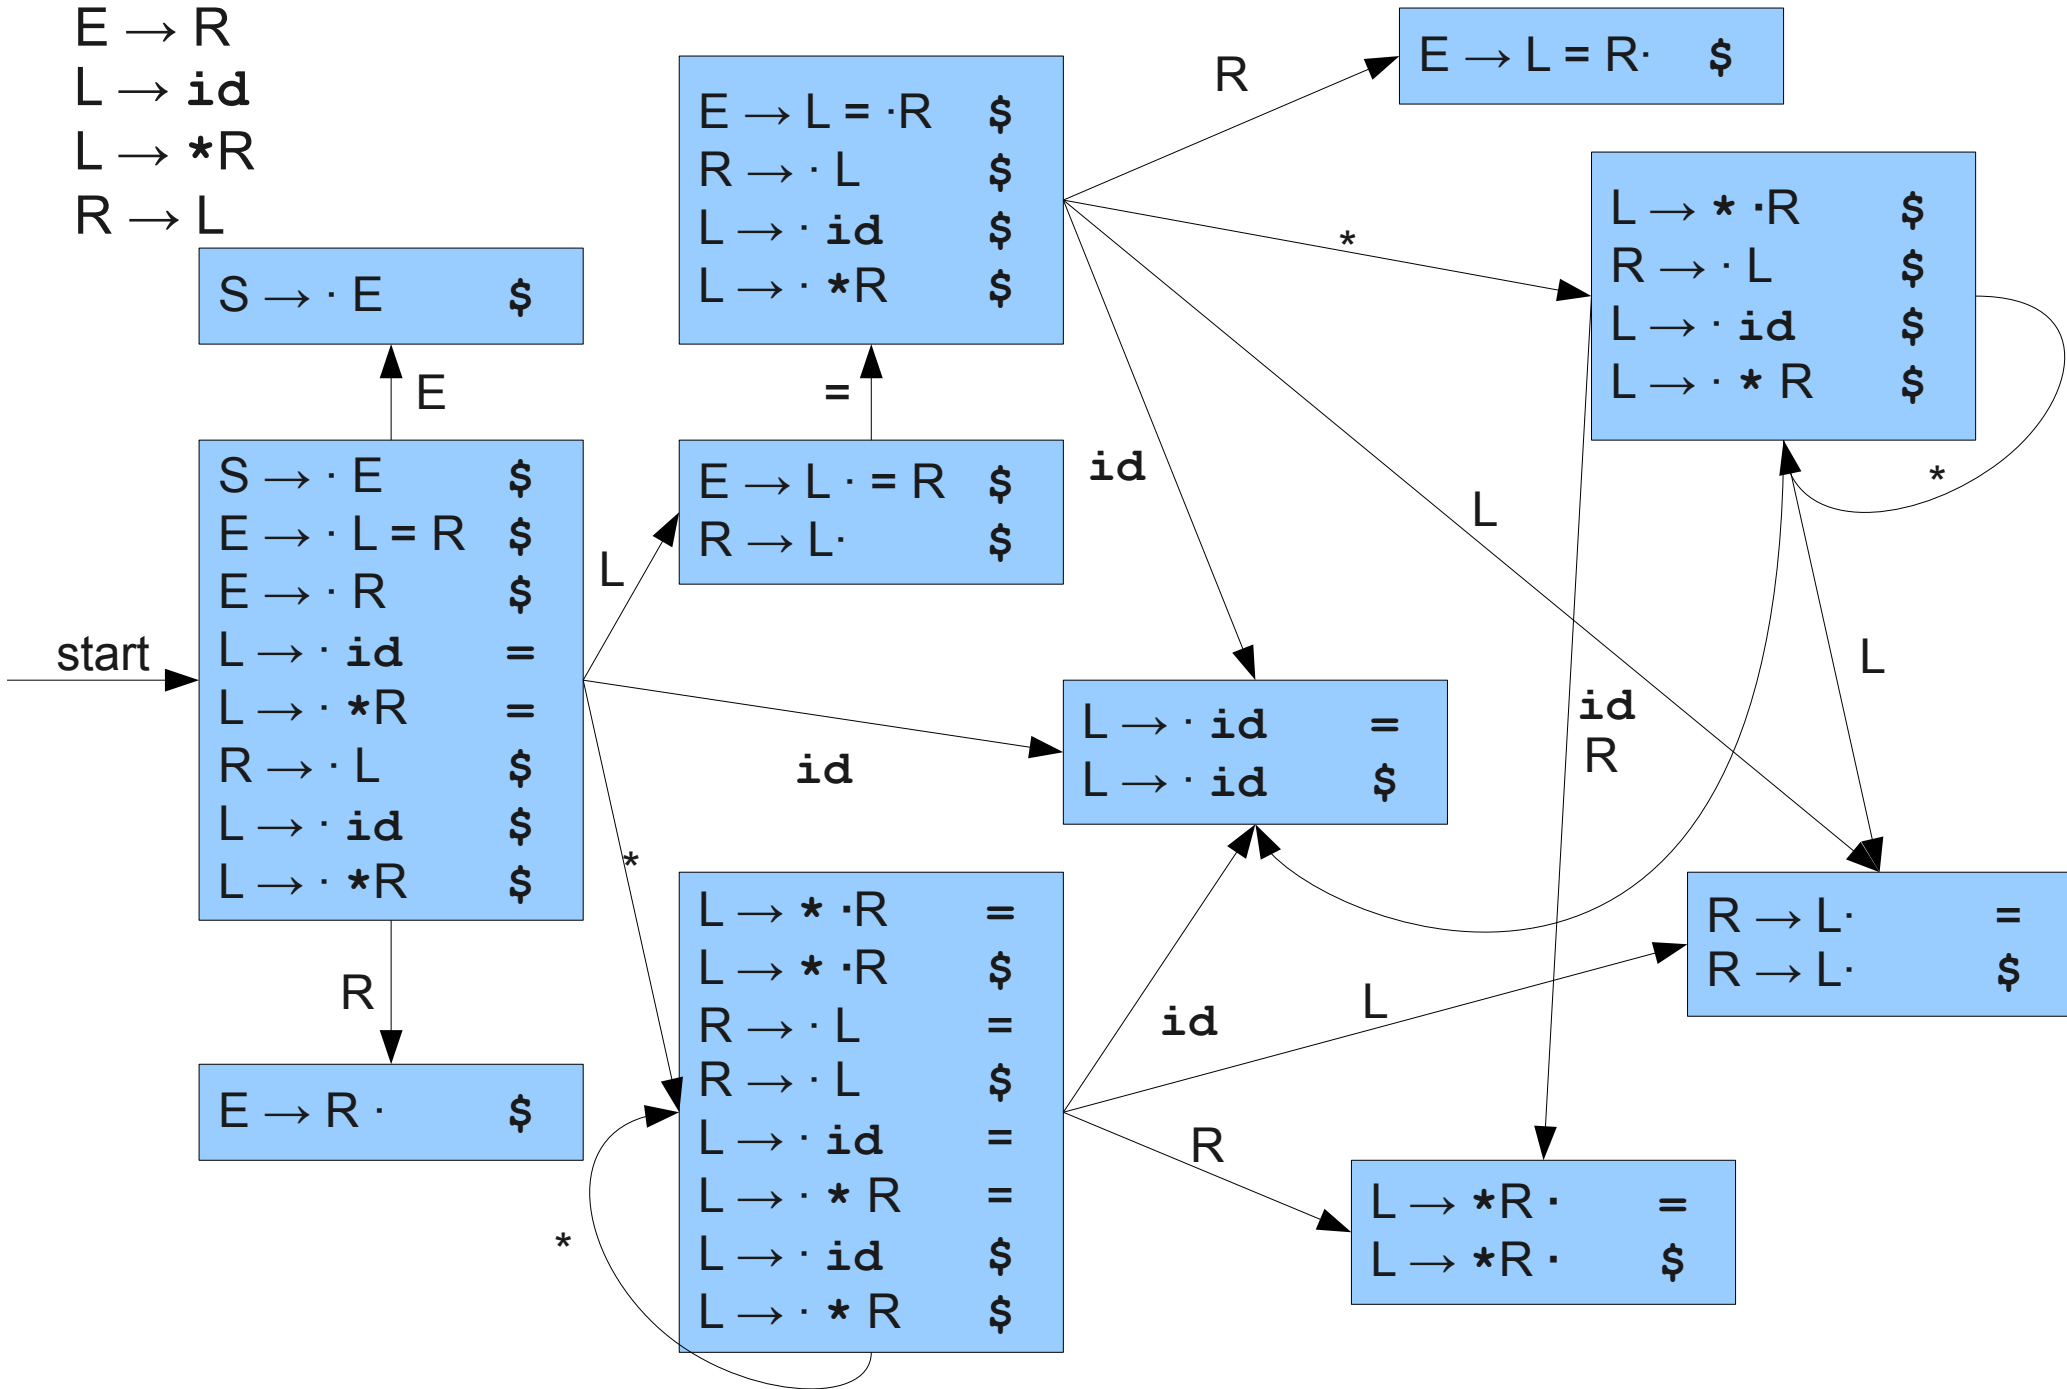 E → R
L → id
L → *R
R → L
S → · E $
E
S → · E $
E → · L = R $
E → · R $
L → · id =
L → · *R =
R → · L $
L → · id $
L → · *R $
start
R
E → R · $
E → L = ·R $
R → · L $
L → · id $
L → · *R $
=
E → L · = R $
R → L· $
L
id
*
L → * ·R =
L → * ·R $
R → · L =
R → · L $
L → · id =
L → · * R =
L → · id $
L → · * R $
*
R
E → L = R· $
*
L → * ·R $
R → · L $
L → · id $
L → · * R $
*
id
L
L
id
R
L → · id =
L → · id $
id
L
R
R → L· =
R → L· $
L → *R · =
L → *R · $